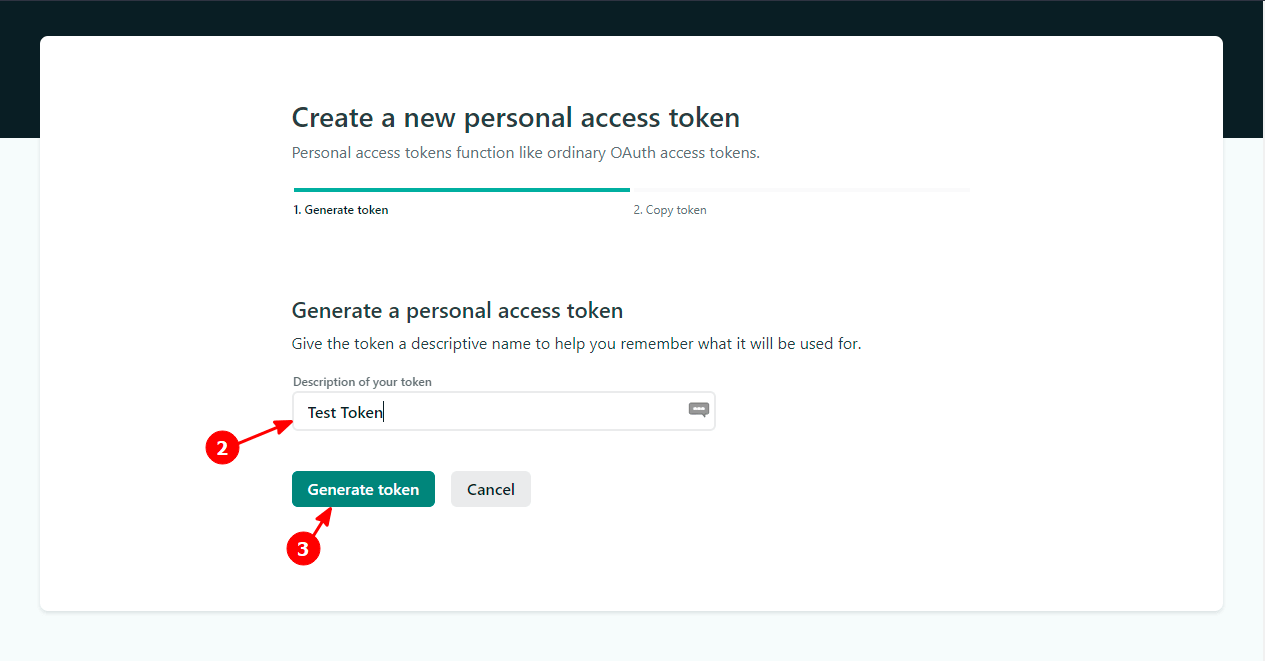 Create a new personal access token
Personal access tokens function like ordinary OAuth access tokens.
1. Generate token
2. Copy token
Generate a personal access token
Give the token a descriptive name to help you remember what it will be used for.
Description of your token
Test Token
2
Generate token
Cancel
3